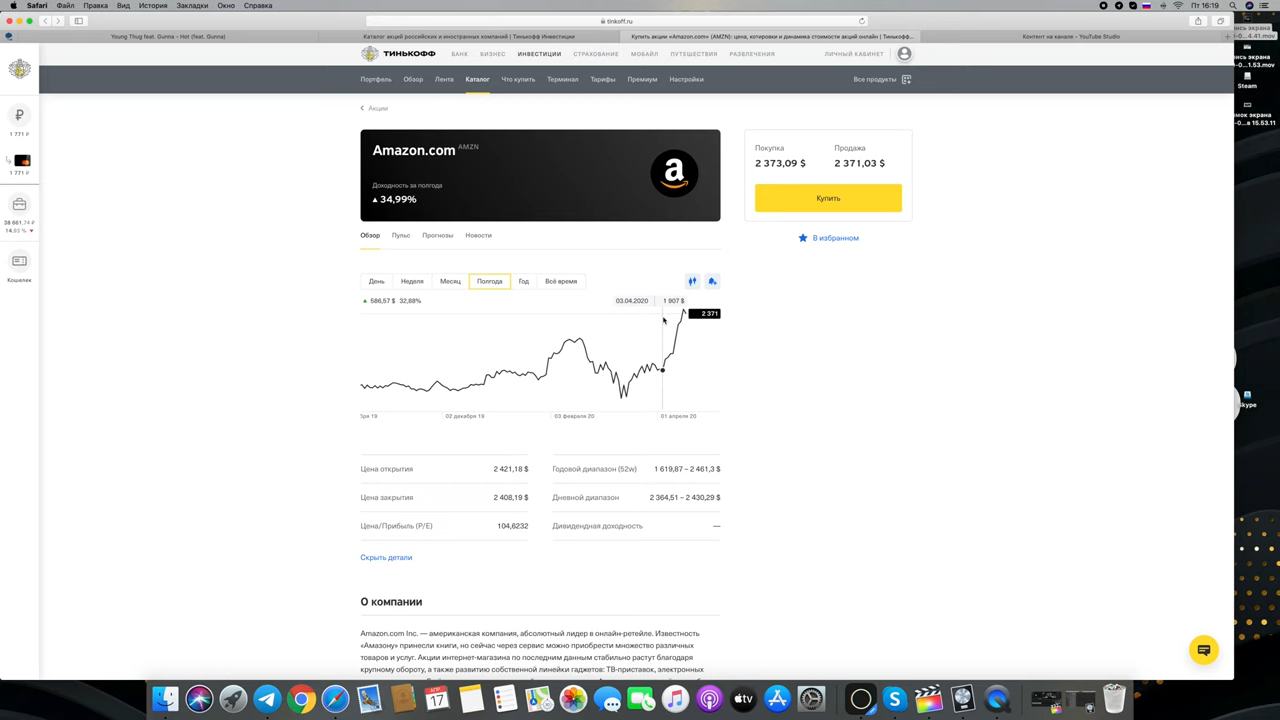 Safari Файл Правка Вид История Закладки Окно Справка
Пт 16:19
tinkoff.ru
Young Thug feat. Gunna – Hot (feat. Gunna)
Каталог акций российских и иностранных компаний | Тинькофф Инвестиции
Купить акции «Amazon.com» (AMZN): цена, котировки и динамика стоимости акций онлайн | Тинькофф...
Контент на канале - YouTube Studio
ТИНЬКОФФ БАНК БИЗНЕС ИНВЕСТИЦИИ СТРАХОВАНИЕ МОБАЙЛ ПУТЕШЕСТВИЯ РАЗВЛЕЧЕНИЯ ЛИЧНЫЙ КАБИНЕТ
Портфель Обзор Лента Каталог Что купить Терминал Тарифы Премиум Настройки Все продукты
Steam
Skype
1 771 ₽
1 771 ₽
38 661,74 ₽
Кошелек
Акции
Amazon.com AMZN
Доходность за полгода
34,99%
a
Покупка Продажа
2 373,09 $ 2 371,03 $
Купить
В избранном
Обзор Пульс Прогнозы Новости
День Неделя Месяц Полгода Год Всё время
586,57 $ 32,88% 03.04.2020 1 907 $
2 371
02 декабря 19 03 февраля 20 01 апреля 20
Цена открытия 2 421,18 $ Годовой диапазон (52w) 1 619,87 – 2 461,3 $
Цена закрытия 2 408,19 $ Дневной диапазон 2 364,51 – 2 430,29 $
Цена/Прибыль (P/E) 104,6232 Дивидендная доходность —
Скрыть детали
О компании
Amazon.com Inc. — американская компания, абсолютный лидер в онлайн-ретейле. Известность
«Амазону» принесли книги, но сейчас через сервис можно приобрести множество различных
товаров и услуг. Акции интернет-магазина по последним данным стабильно растут благодаря
крупному обороту, а также развитию собственной линейки гаджетов: ТВ-приставок, электронных
АПР
17
tv